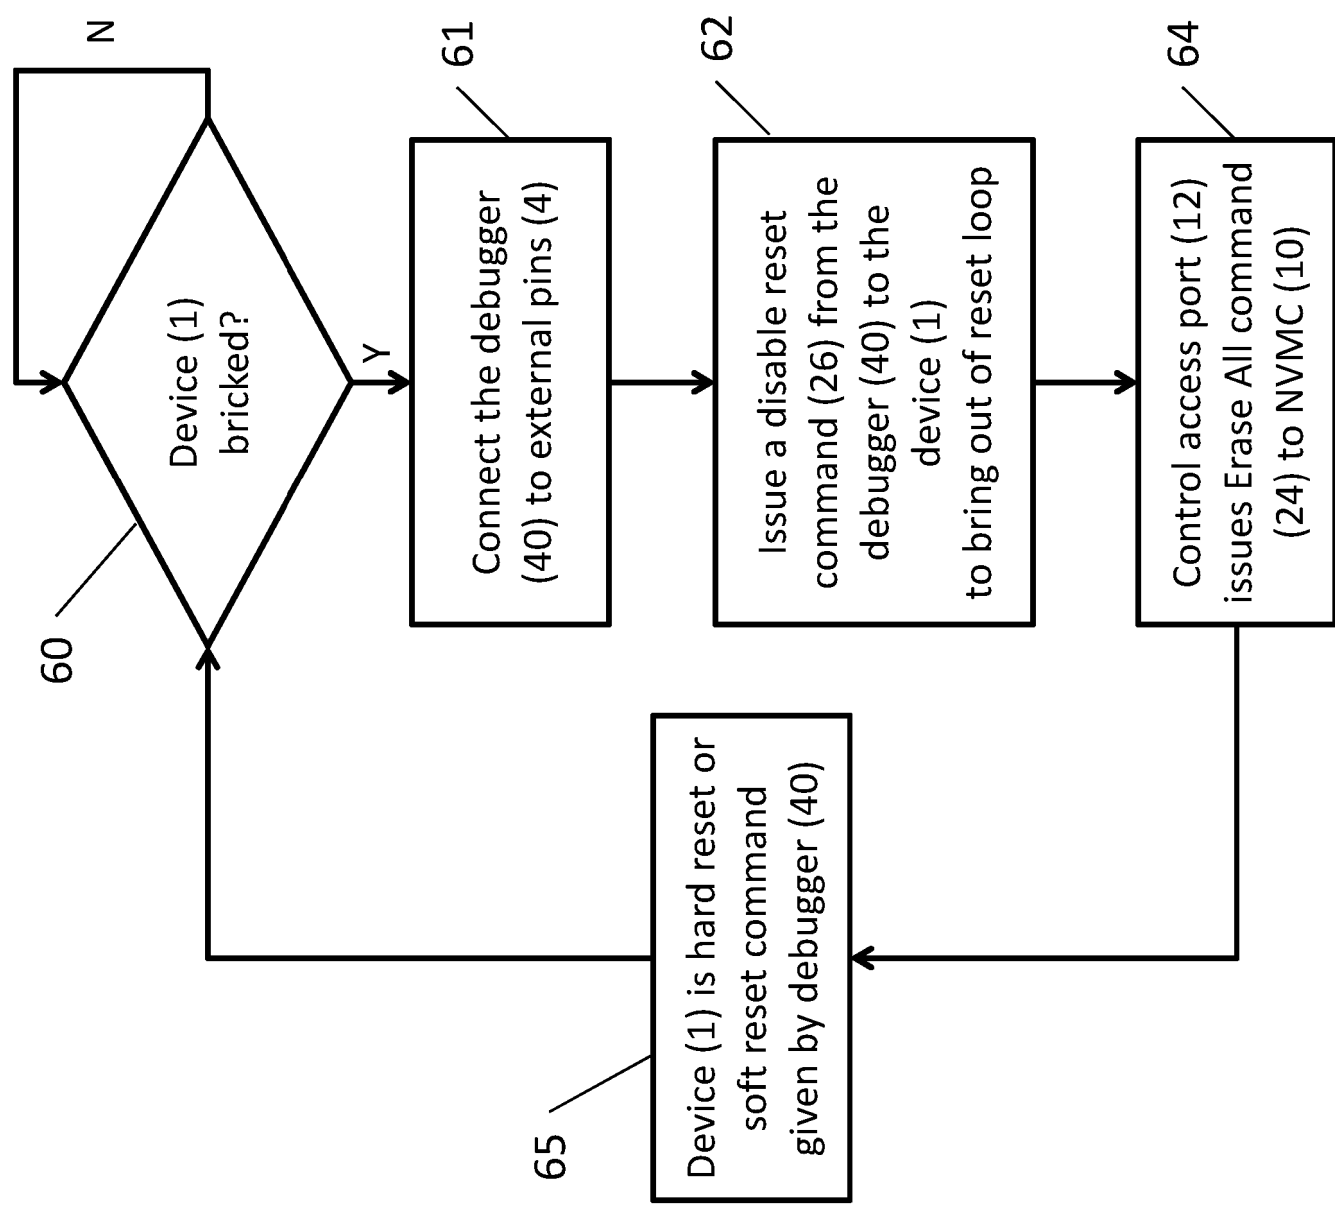 N
60
Device (1)
bricked?
Y
61
Connect the debugger
(40) to external pins (4)
62
Issue a disable reset
command (26) from the
debugger (40) to the
device (1)
to bring out of reset loop
64
Control access port (12)
issues Erase All command
(24) to NVMC (10)
65
Device (1) is hard reset or
soft reset command
given by debugger (40)